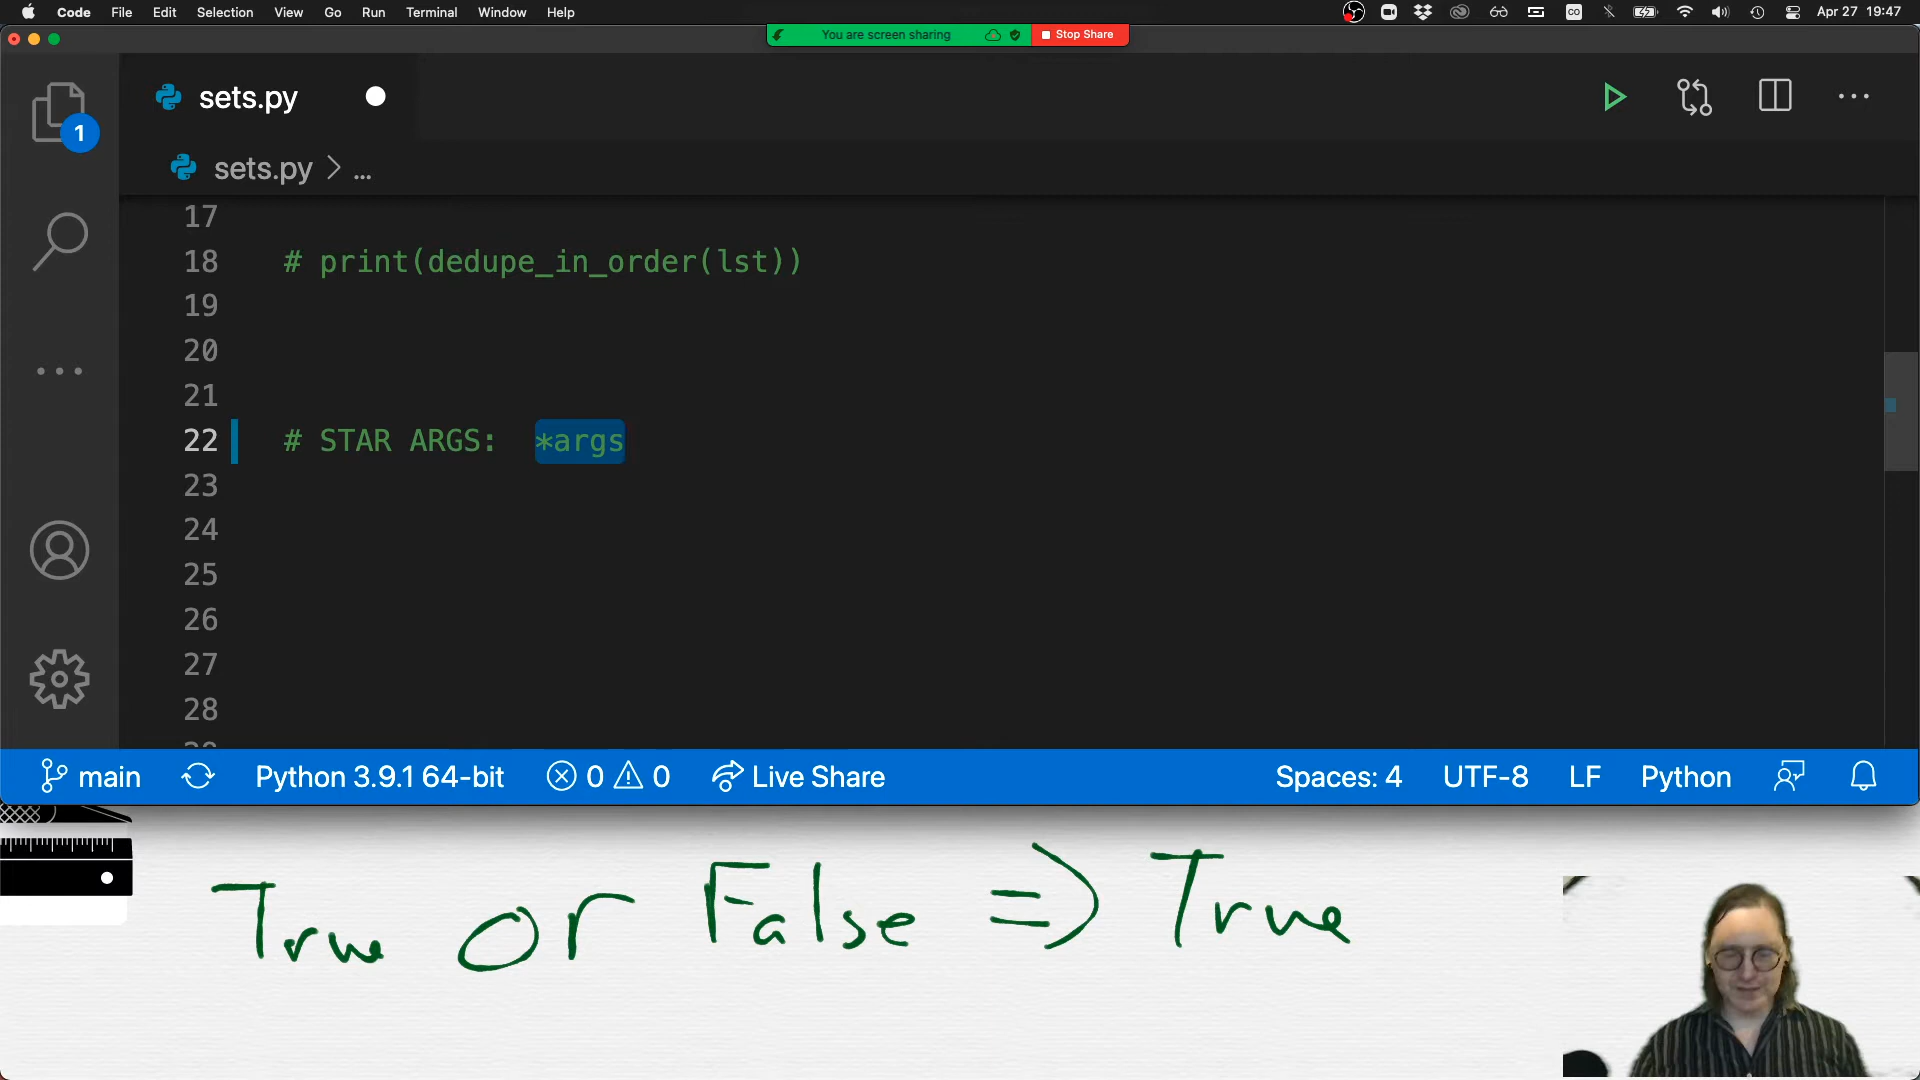 Code File Edit Selection View Go Run Terminal Window Help
CO
Apr 27 19:47
You are screen sharing
Stop Share
sets.py
1
sets.py > ...
17
18 # print(dedupe_in_order(lst))
19
20
21
22 # STAR ARGS:  *args
23
24
25
26
27
28
main
Python 3.9.1 64-bit
0 0
Live Share
Spaces: 4
UTF-8
LF
Python
True or False => True